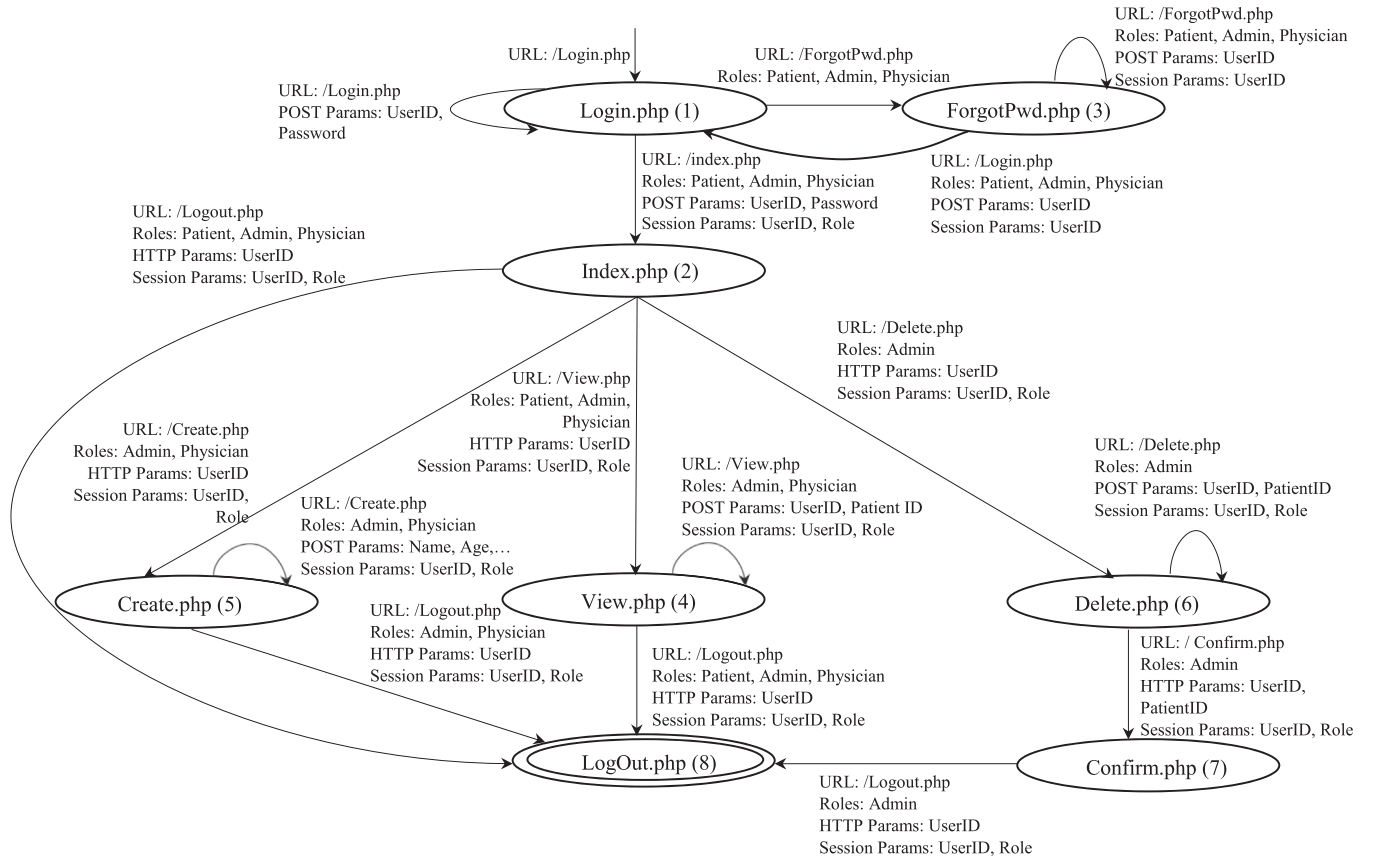 URL: /ForgotPwd.php
Roles: Patient, Admin, Physician
POST Params: UserID
Session Params: UserID
URL: /Login.php
URL: /ForgotPwd.php
Roles: Patient, Admin, Physician
URL: /Login.php
POST Params: UserID,
Password
Login.php (1)
ForgotPwd.php (3)
URL: /index.php
Roles: Patient, Admin, Physician
POST Params: UserID, Password
Session Params: UserID, Role
URL: /Login.php
Roles: Patient, Admin, Physician
POST Params: UserID
Session Params: UserID
URL: /Logout.php
Roles: Patient, Admin, Physician
HTTP Params: UserID
Session Params: UserID, Role
Index.php (2)
URL: /Delete.php
Roles: Admin
HTTP Params: UserID
Session Params: UserID, Role
URL: /View.php
Roles: Patient, Admin,
Physician
HTTP Params: UserID
Session Params: UserID, Role
URL: /Create.php
Roles: Admin, Physician
HTTP Params: UserID
Session Params: UserID,
Role
URL: /View.php
Roles: Admin, Physician
POST Params: UserID, Patient ID
Session Params: UserID, Role
URL: /Delete.php
Roles: Admin
POST Params: UserID, PatientID
Session Params: UserID, Role
URL: /Create.php
Roles: Admin, Physician
POST Params: Name, Age,…
Session Params: UserID, Role
Create.php (5)
View.php (4)
Delete.php (6)
URL: /Logout.php
Roles: Admin, Physician
HTTP Params: UserID
Session Params: UserID, Role
URL: /Logout.php
Roles: Patient, Admin, Physician
HTTP Params: UserID
Session Params: UserID, Role
URL: / Confirm.php
Roles: Admin
HTTP Params: UserID,
PatientID
Session Params: UserID, Role
LogOut.php (8)
Confirm.php (7)
URL: /Logout.php
Roles: Admin
HTTP Params: UserID
Session Params: UserID, Role